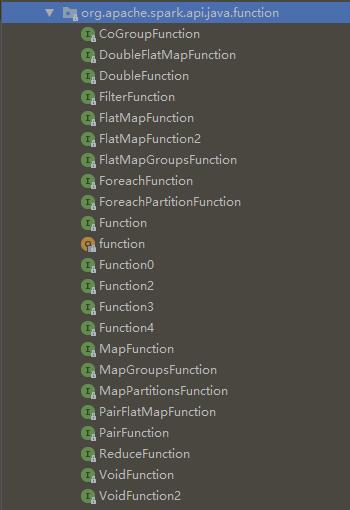 org.apache.spark.api.java.function
CoGroupFunction
DoubleFlatMapFunction
DoubleFunction
FilterFunction
FlatMapFunction
FlatMapFunction2
FlatMapGroupsFunction
ForeachFunction
ForeachPartitionFunction
Function
function
Function0
Function2
Function3
Function4
MapFunction
MapGroupsFunction
MapPartitionsFunction
PairFlatMapFunction
PairFunction
ReduceFunction
VoidFunction
VoidFunction2